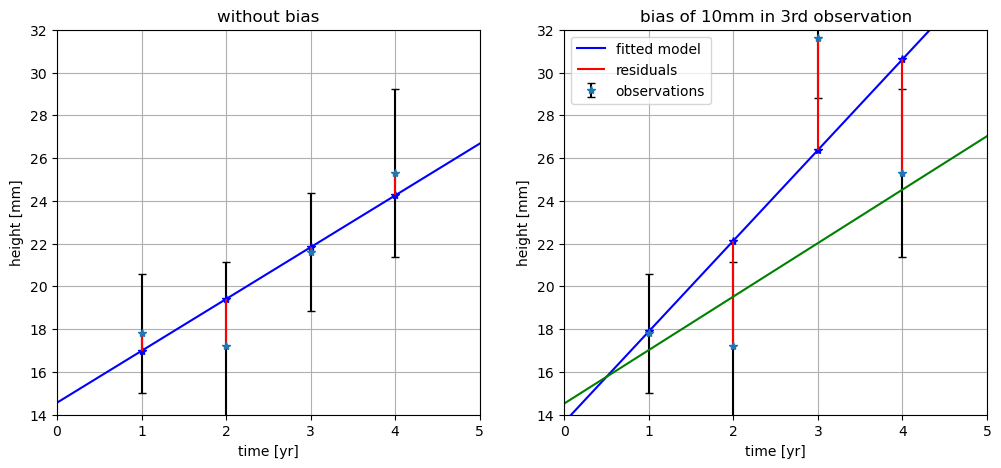 without bias
height [mm]
32
30
28
26
24
22
20
18
16
14
0 1 2 3 4 5
time [yr]
bias of 10mm in 3rd observation
fitted model
residuals
observations
height [mm]
32
30
28
26
24
22
20
18
16
14
0 1 2 3 4 5
time [yr]